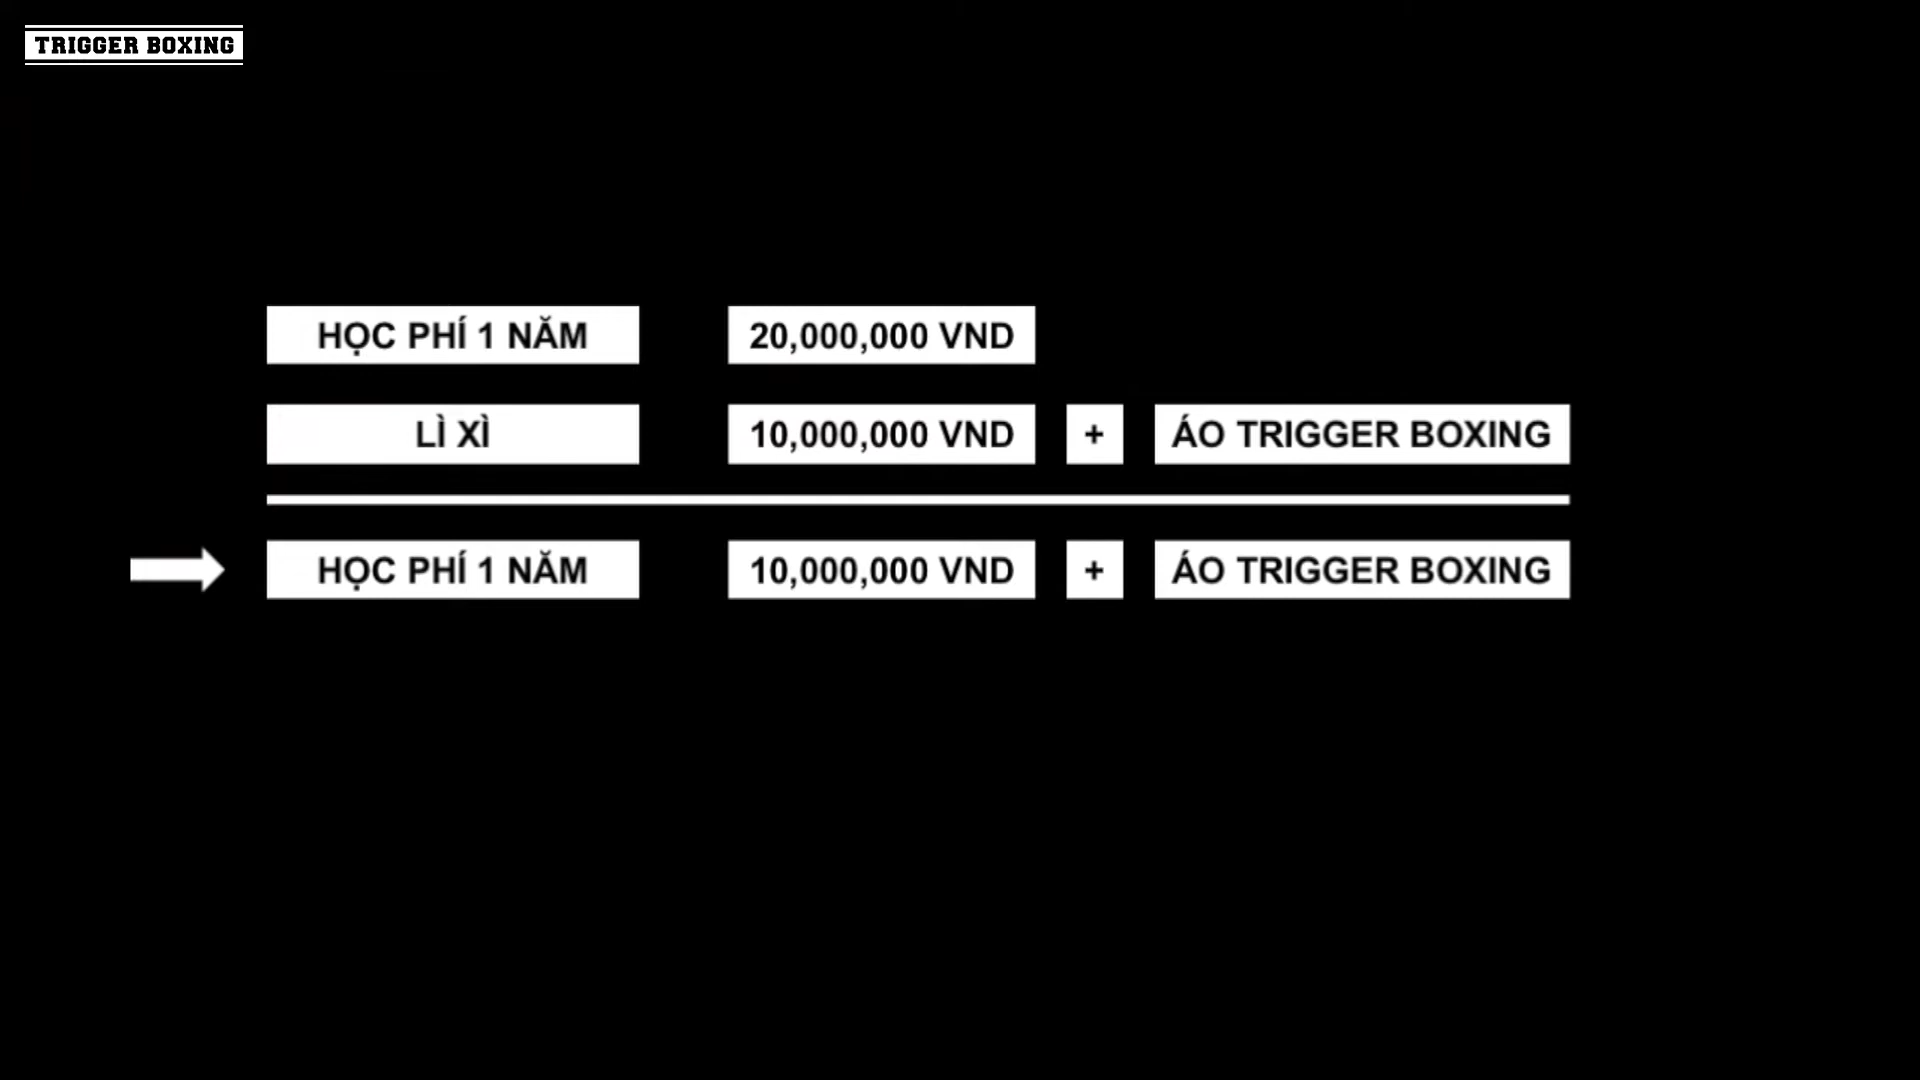 TRIGGER BOXING
HỌC PHÍ 1 NĂM 20,000,000 VND
LÌ XÌ 10,000,000 VND + ÁO TRIGGER BOXING
HỌC PHÍ 1 NĂM 10,000,000 VND + ÁO TRIGGER BOXING